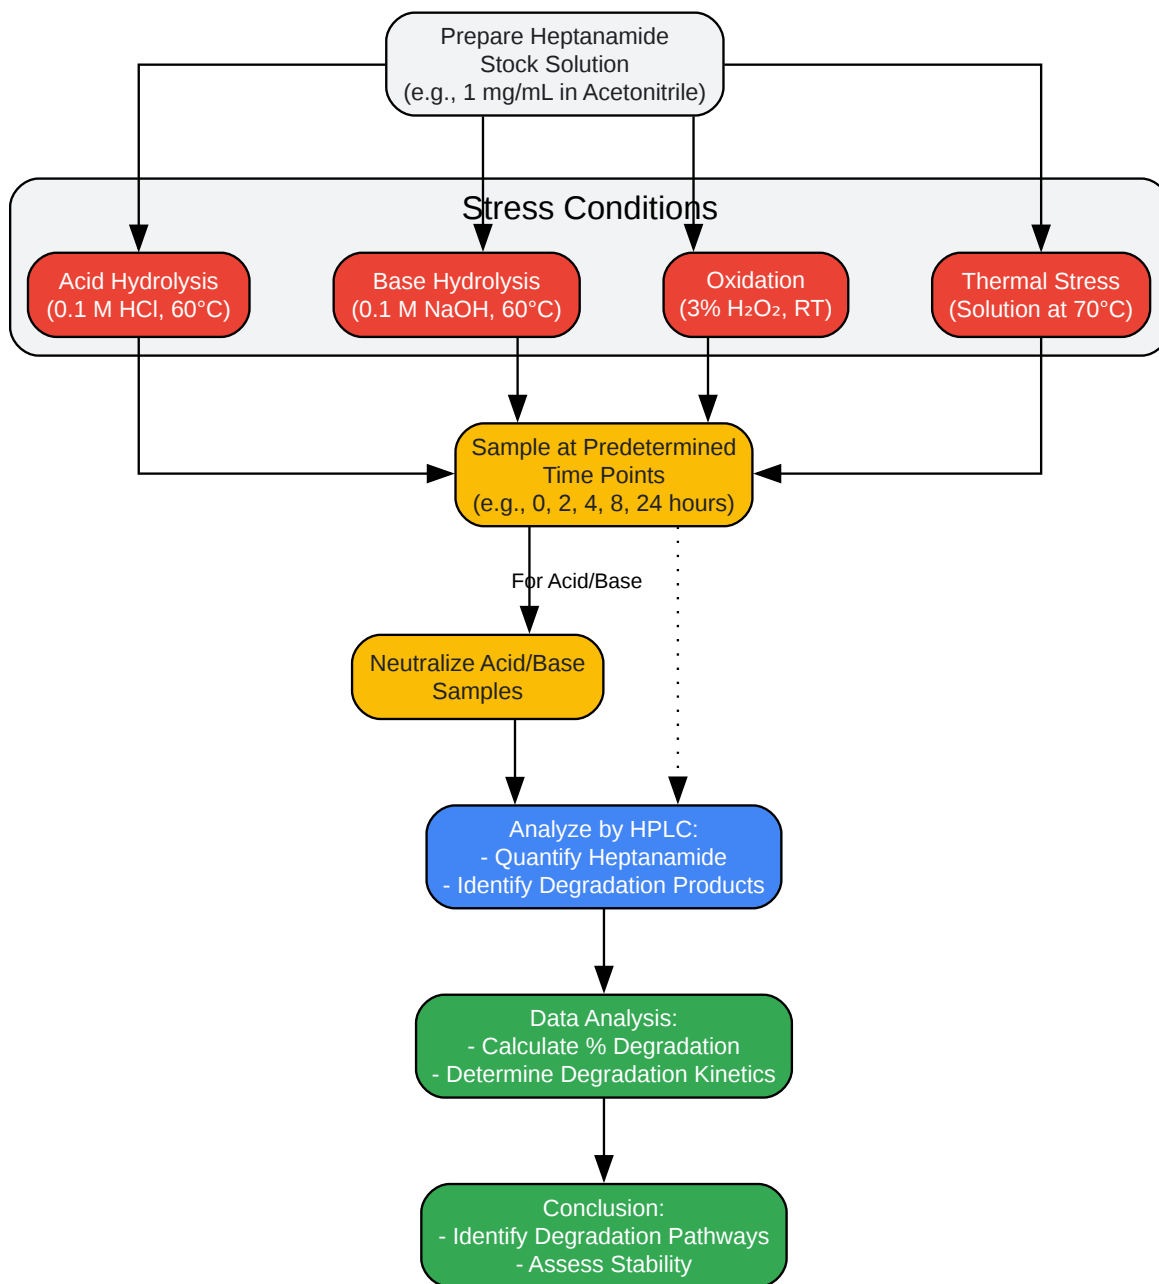 Prepare Heptanamide
Stock Solution
(e.g., 1 mg/mL in Acetonitrile)
Stress Conditions
Acid Hydrolysis
(0.1 M HCl, 60°C)
Base Hydrolysis
(0.1 M NaOH, 60°C)
Oxidation
(3% H₂O₂, RT)
Thermal Stress
(Solution at 70°C)
Sample at Predetermined
Time Points
(e.g., 0, 2, 4, 8, 24 hours)
For Acid/Base
Neutralize Acid/Base
Samples
Analyze by HPLC:
- Quantify Heptanamide
- Identify Degradation Products
Data Analysis:
- Calculate % Degradation
- Determine Degradation Kinetics
Conclusion:
- Identify Degradation Pathways
- Assess Stability